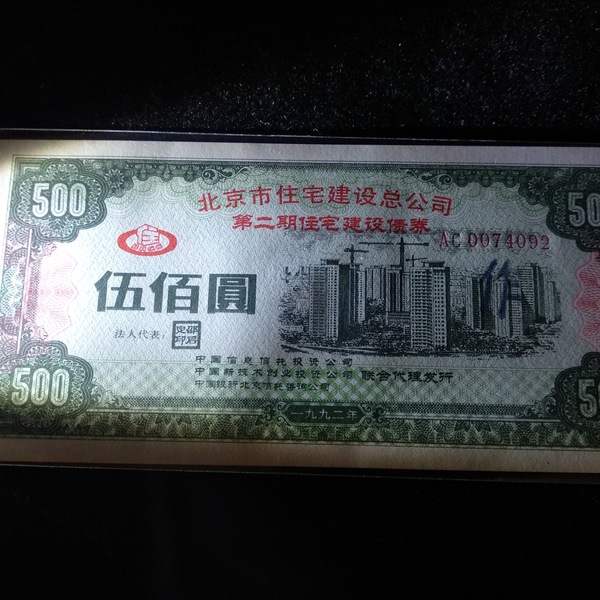 500
北京市住宅建设总公司
第二期住宅建设债券
AC 0074092
伍佰圆
法人代表:
中国信息信托投资公司
中国新技术创业投资公司 联合代理发行
中国银行北京信托咨询公司
500
一九九二年